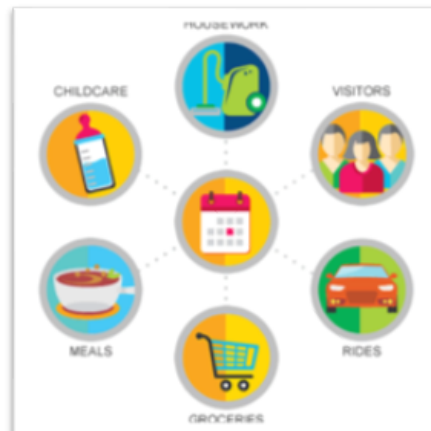 HOUSEWORK
CHILDCARE
VISITORS
MEALS
RIDES
GROCERIES